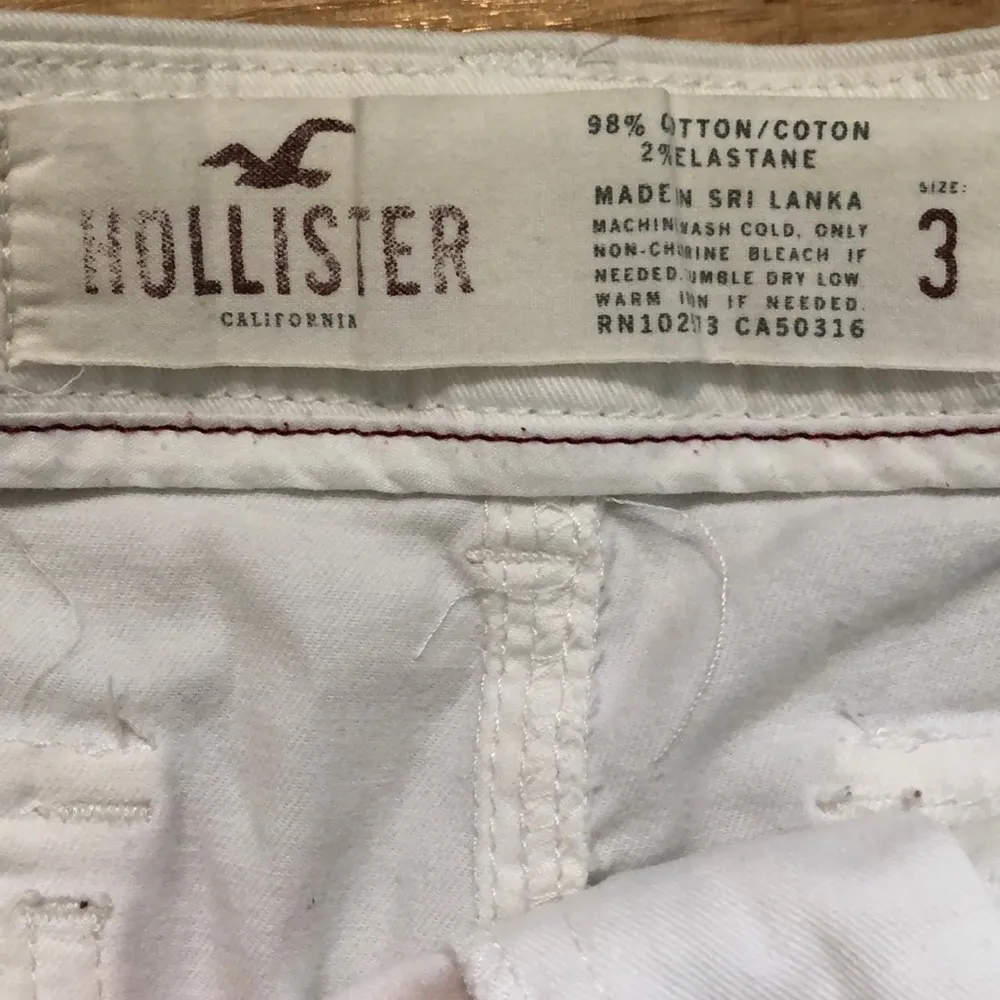 HOLLISTER
CALIFORNIA
98% COTTON/COTON
2% ELASTANE
MADE IN SRI LANKA
MACHINE WASH COLD, ONLY
NON-CHLORINE BLEACH IF
NEEDED. TUMBLE DRY LOW
WARM IRON IF NEEDED.
CA50316
SIZE:
3